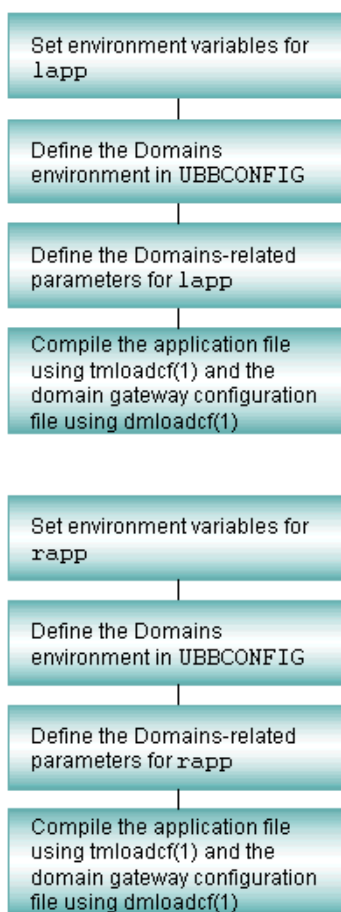 Set environment variables for
lapp
Define the Domains
environment in UBBCONFIG
Define the Domains-related
parameters for lapp
Compile the application file
using tmloadcf(1) and the
domain gateway configuration
file using dmloadcf(1)
Set environment variables for
rapp
Define the Domains
environment in UBBCONFIG
Define the Domains-related
parameters for rapp
Compile the application file
using tmloadcf(1) and the
domain gateway configuration
file using dmloadcf(1)